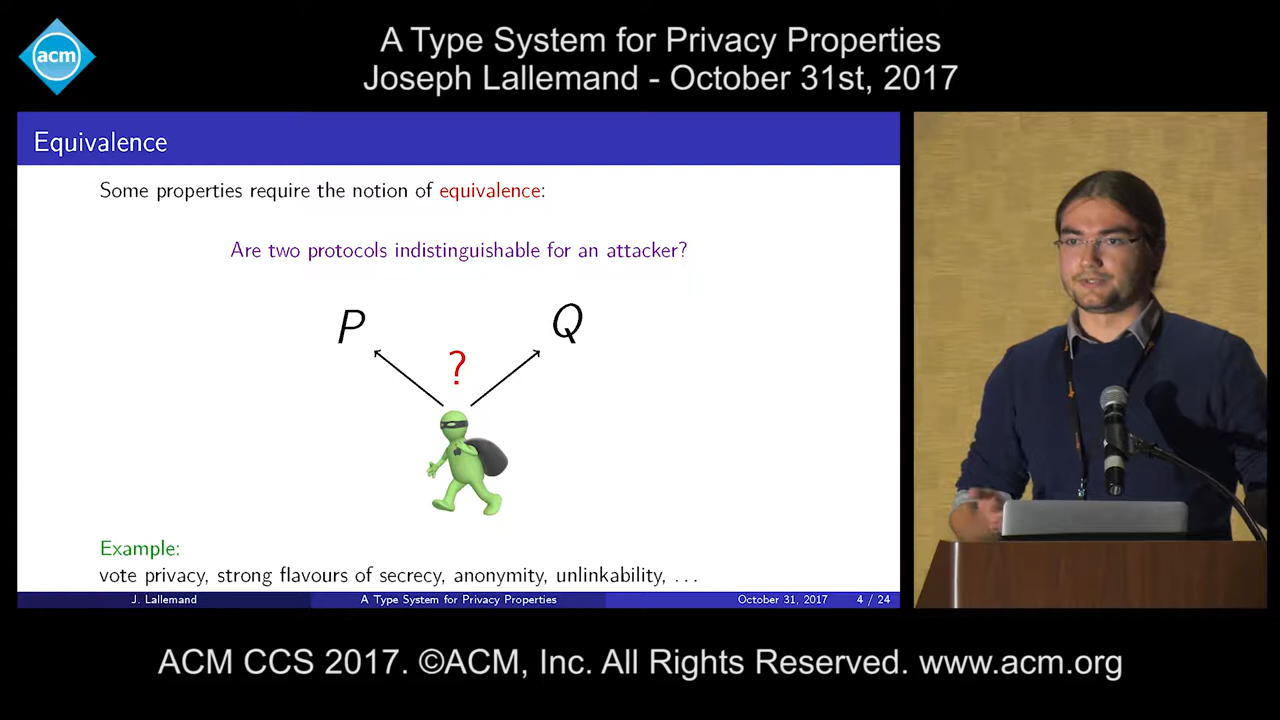 acm
A Type System for Privacy Properties
Joseph Lallemand - October 31st, 2017
Equivalence
Some properties require the notion of equivalence:
Are two protocols indistinguishable for an attacker?
P
Q
?
Example:
vote privacy, strong flavours of secrecy, anonymity, unlinkability, ...
J. Lallemand
A Type System for Privacy Properties
October 31, 2017
4 / 24
ACM CCS 2017. ©ACM, Inc. All Rights Reserved. www.acm.org